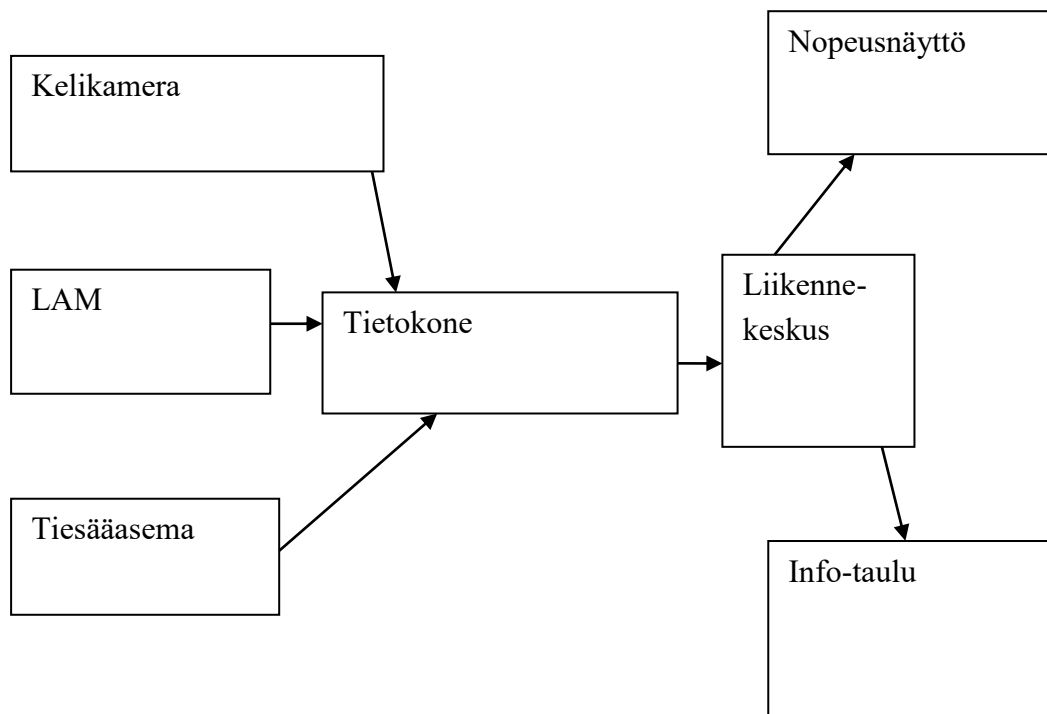 Nopeusnäyttö
Kelikamera
LAM
Tietokone
Liikenne-
keskus
Tiesääasema
Info-taulu